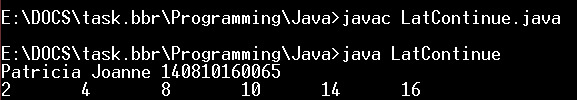 E:\DOCS\task.bbr\Programming\Java>javac LatContinue.java
E:\DOCS\task.bbr\Programming\Java>java LatContinue
Patricia Joanne 140810160065
2 4 8 10 14 16